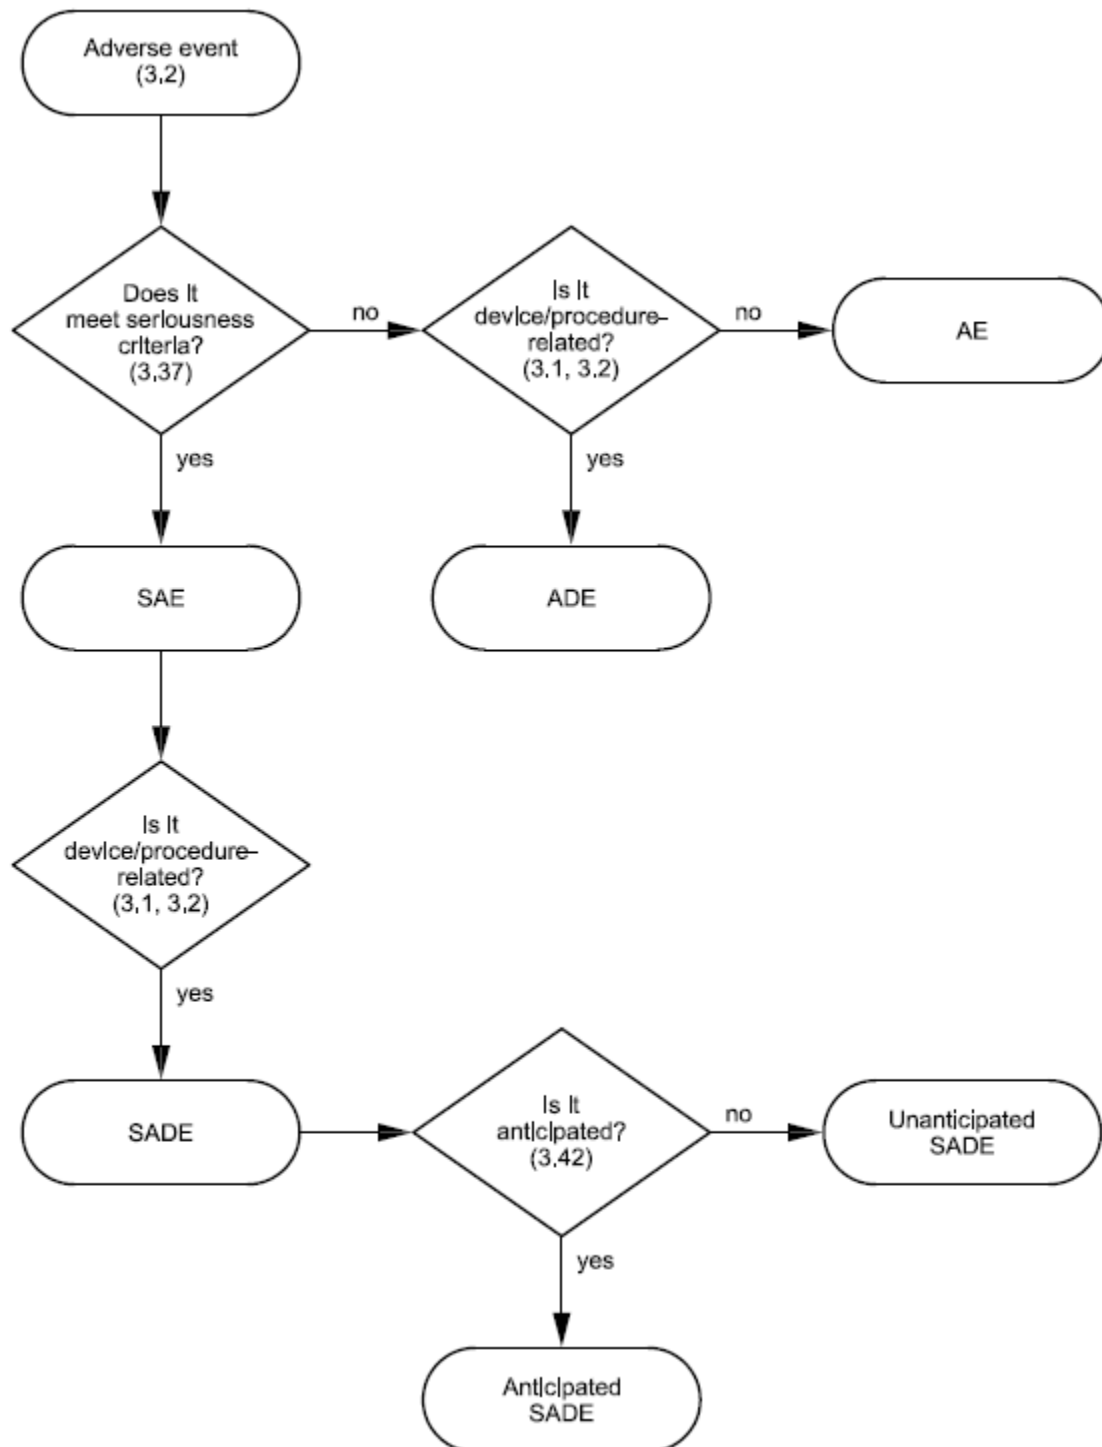 Adverse event
(3.2)
Does it
meet seriousness
criteria?
(3.37)
no
Is it
device/procedure-
related?
(3.1, 3.2)
no
AE
yes
yes
SAE
ADE
Is it
device/procedure-
related?
(3.1, 3.2)
yes
SADE
Is it
anticipated?
(3.42)
no
Unanticipated
SADE
yes
Anticipated
SADE